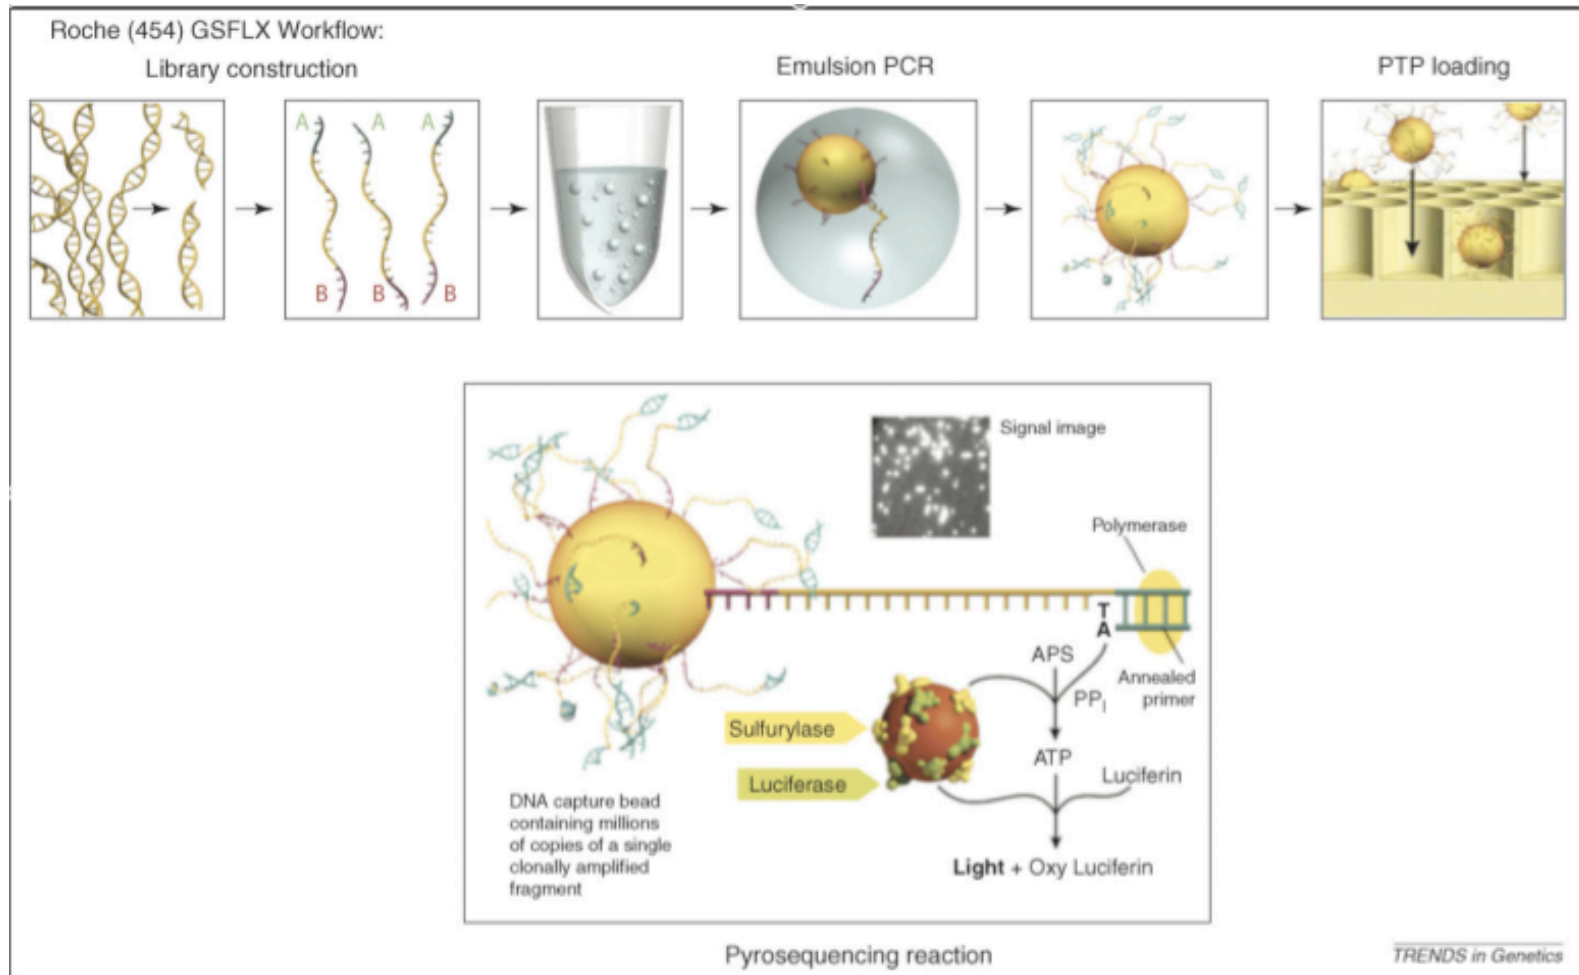 Roche (454) GSFLX Workflow:
Library construction
Emulsion PCR
PTP loading
A A A
B B B
Signal image
Polymerase
T
A
APS
PPI
Annealed
primer
Sulfurylase
ATP
Luciferin
Luciferase
DNA capture bead
containing millions
of copies of a single
clonally amplified
fragment
Light + Oxy Luciferin
Pyrosequencing reaction
TRENDS in Genetics